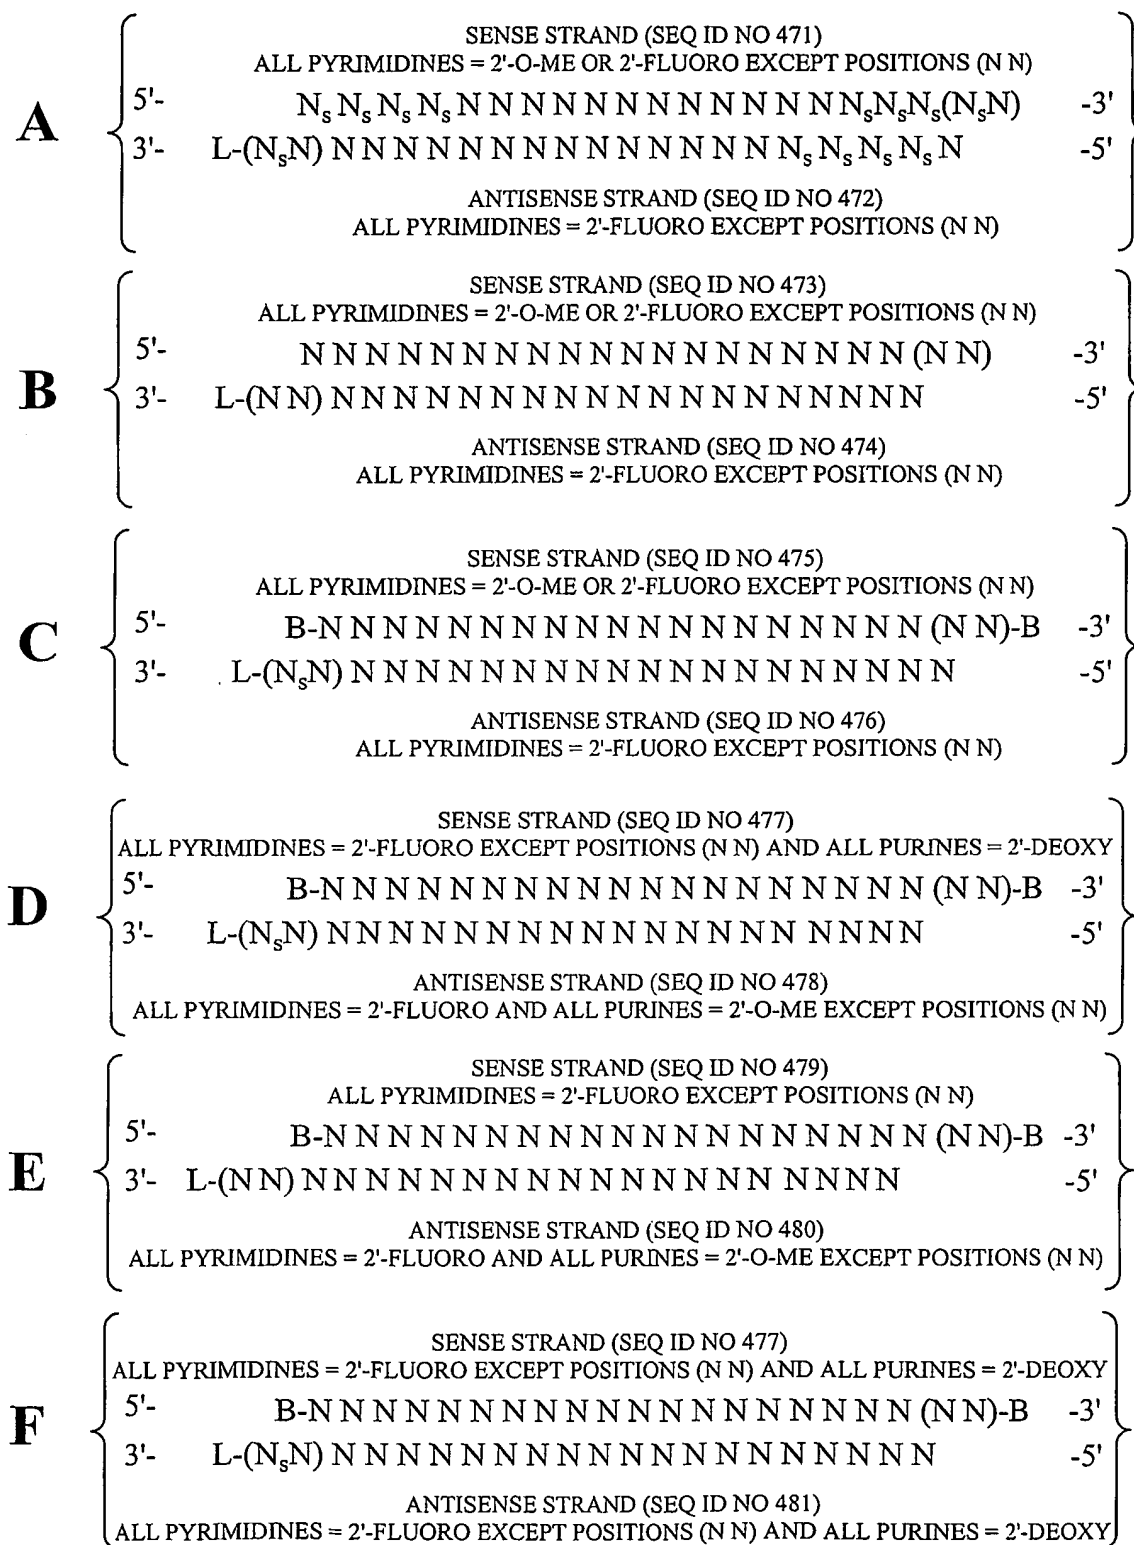 SENSE STRAND (SEQ ID NO 471)
ALL PYRIMIDINES = 2'-O-ME OR 2'-FLUORO EXCEPT POSITIONS (N N)
A
5'- NₛNₛNₛNₛN N N N N N N N N N N N NₛNₛNₛ(NₛN) -3'
3'- L-(NₛN) N N N N N N N N N N N N N N NₛNₛNₛNₛN -5'
ANTISENSE STRAND (SEQ ID NO 472)
ALL PYRIMIDINES = 2'-FLUORO EXCEPT POSITIONS (N N)
SENSE STRAND (SEQ ID NO 473)
ALL PYRIMIDINES = 2'-O-ME OR 2'-FLUORO EXCEPT POSITIONS (N N)
B
5'- N N N N N N N N N N N N N N N N N N N (N N) -3'
3'- L-(N N) N N N N N N N N N N N N N N N N N N N -5'
ANTISENSE STRAND (SEQ ID NO 474)
ALL PYRIMIDINES = 2'-FLUORO EXCEPT POSITIONS (N N)
SENSE STRAND (SEQ ID NO 475)
ALL PYRIMIDINES = 2'-O-ME OR 2'-FLUORO EXCEPT POSITIONS (N N)
C
5'- B-N N N N N N N N N N N N N N N N N N N (N N)-B -3'
3'- L-(NₛN) N N N N N N N N N N N N N N N N N N N -5'
ANTISENSE STRAND (SEQ ID NO 476)
ALL PYRIMIDINES = 2'-FLUORO EXCEPT POSITIONS (N N)
SENSE STRAND (SEQ ID NO 477)
ALL PYRIMIDINES = 2'-FLUORO EXCEPT POSITIONS (N N) AND ALL PURINES = 2'-DEOXY
D
5'- B-N N N N N N N N N N N N N N N N N N N (N N)-B -3'
3'- L-(NₛN) N N N N N N N N N N N N N N N N N N N -5'
ANTISENSE STRAND (SEQ ID NO 478)
ALL PYRIMIDINES = 2'-FLUORO AND ALL PURINES = 2'-O-ME EXCEPT POSITIONS (N N)
SENSE STRAND (SEQ ID NO 479)
ALL PYRIMIDINES = 2'-FLUORO EXCEPT POSITIONS (N N)
E
5'- B-N N N N N N N N N N N N N N N N N N N (N N)-B -3'
3'- L-(N N) N N N N N N N N N N N N N N N N N N N -5'
ANTISENSE STRAND (SEQ ID NO 480)
ALL PYRIMIDINES = 2'-FLUORO AND ALL PURINES = 2'-O-ME EXCEPT POSITIONS (N N)
SENSE STRAND (SEQ ID NO 477)
ALL PYRIMIDINES = 2'-FLUORO EXCEPT POSITIONS (N N) AND ALL PURINES = 2'-DEOXY
F
5'- B-N N N N N N N N N N N N N N N N N N N (N N)-B -3'
3'- L-(NₛN) N N N N N N N N N N N N N N N N N N N -5'
ANTISENSE STRAND (SEQ ID NO 481)
ALL PYRIMIDINES = 2'-FLUORO EXCEPT POSITIONS (N N) AND ALL PURINES = 2'-DEOXY